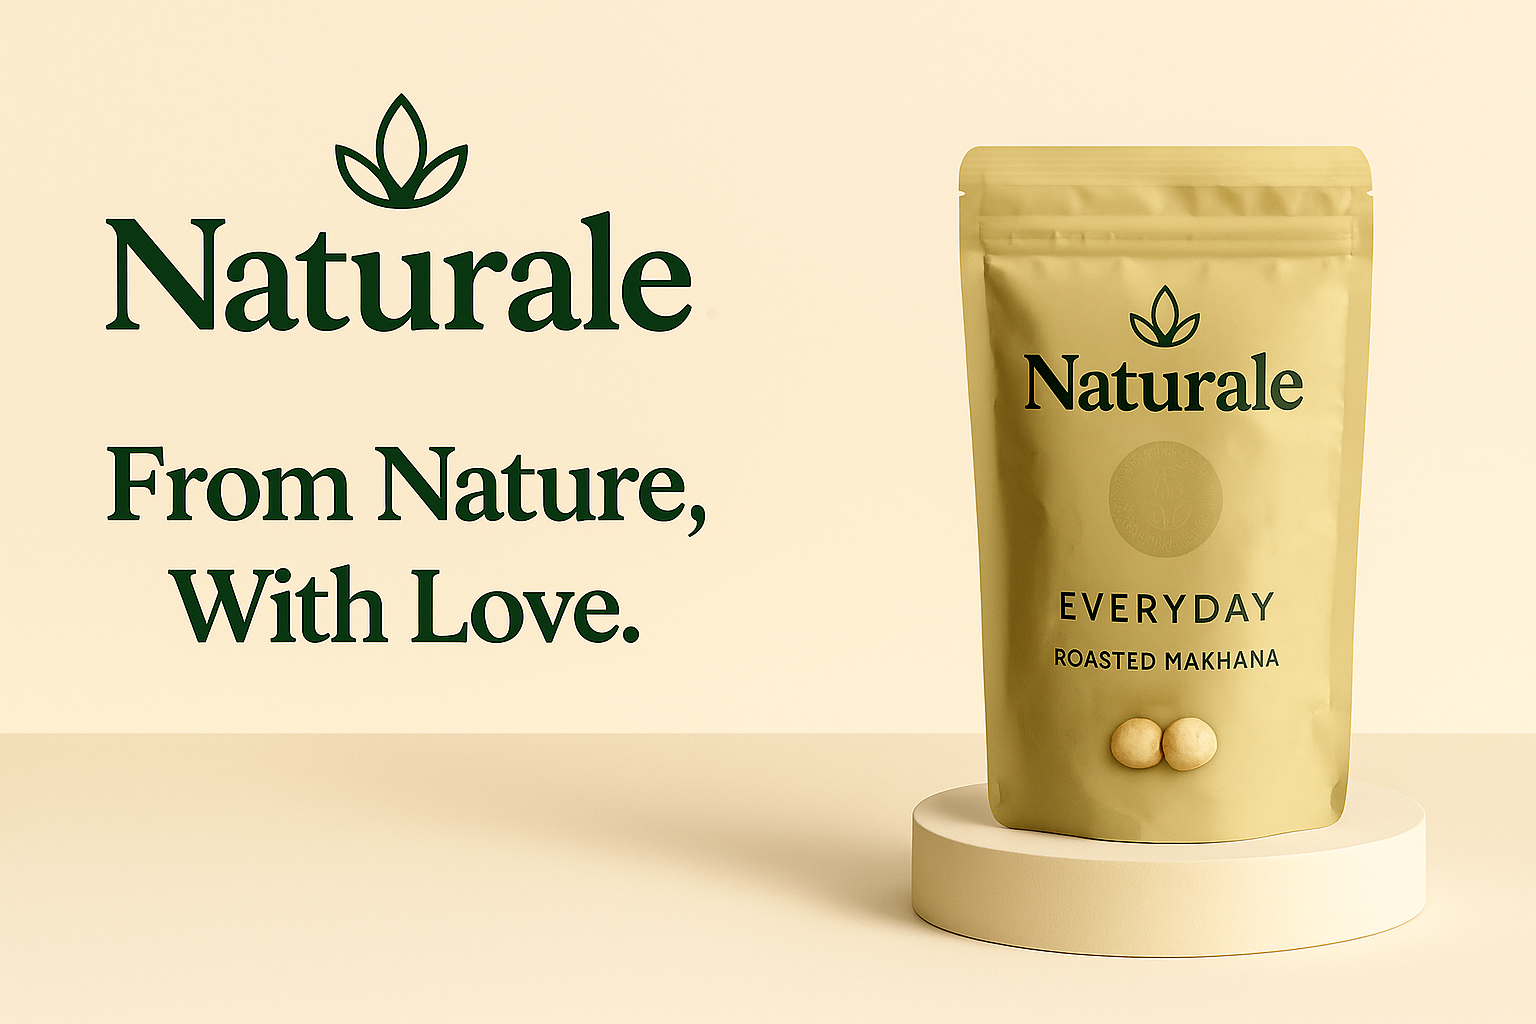 Naturale
From Nature,
With Love.
Naturale
EVERYDAY
ROASTED MAKHANA